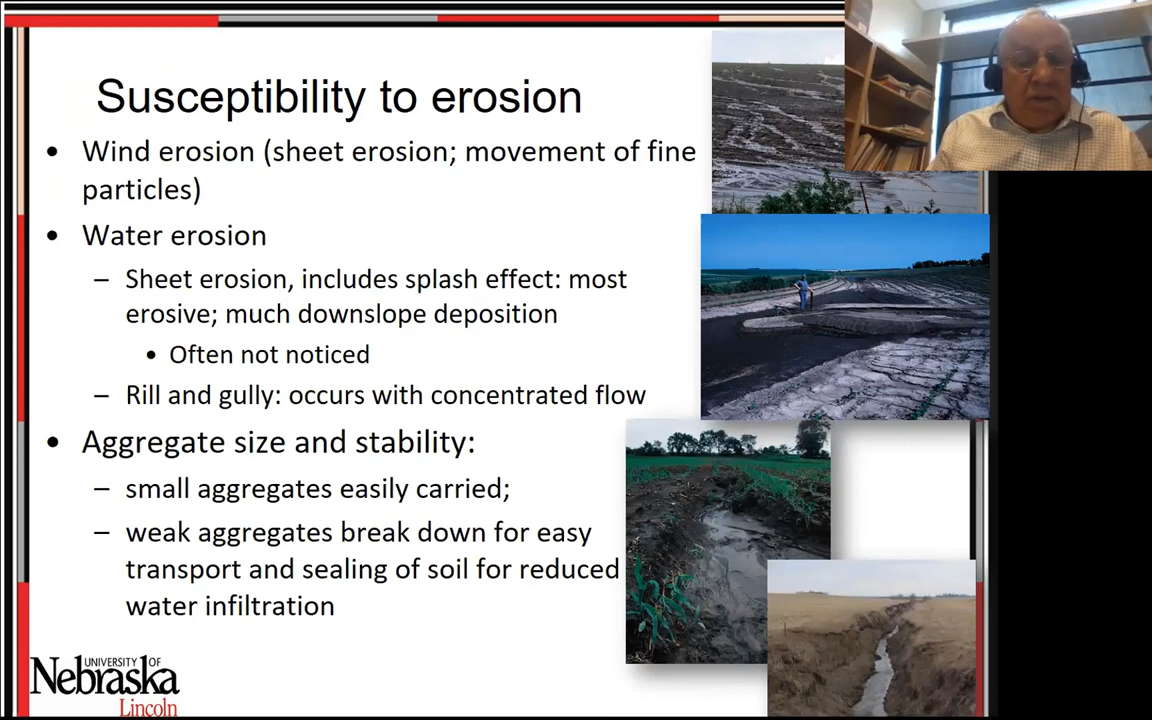 Susceptibility to erosion
• Wind erosion (sheet erosion; movement of fine
particles)
• Water erosion
– Sheet erosion, includes splash effect: most
erosive; much downslope deposition
• Often not noticed
– Rill and gully: occurs with concentrated flow
• Aggregate size and stability:
– small aggregates easily carried;
– weak aggregates break down for easy
transport and sealing of soil for reduced
water infiltration
UNIVERSITY OF
Nebraska
Lincoln